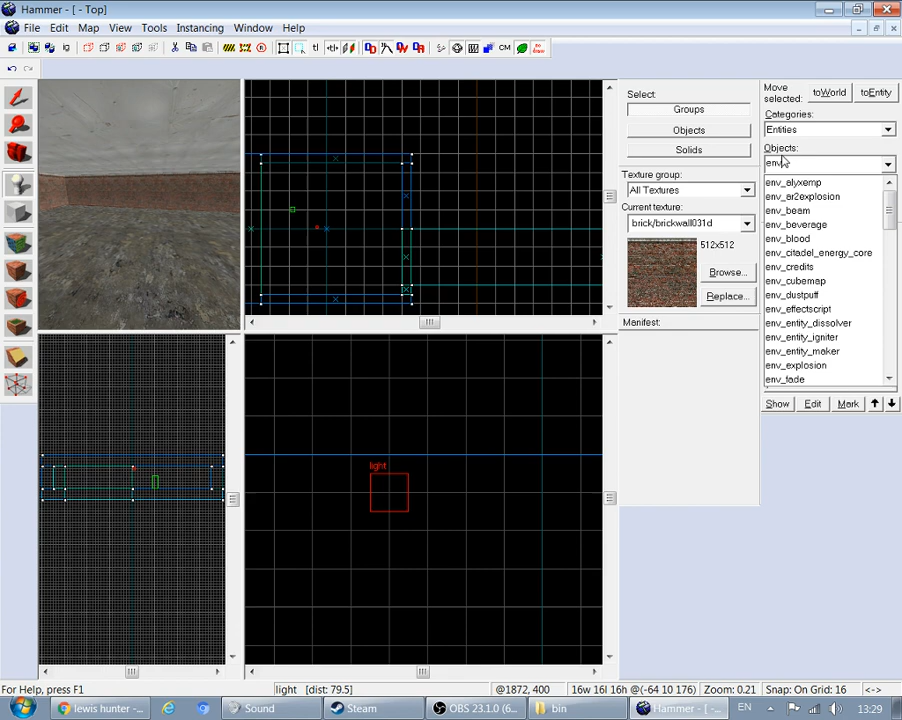 Hammer - [ - Top]
File Edit Map View Tools Instancing Window Help
Select:
Groups
Objects
Solids
Texture group:
All Textures
Current texture:
brick/brickwall031d
512x512
Browse...
Replace...
Manifest:
Move selected:
toWorld
toEntity
Categories:
Entities
Objects:
env_
env_alyxemp
env_ar2explosion
env_beam
env_beverage
env_blood
env_citadel_energy_core
env_credits
env_cubemap
env_dustpuff
env_effectscript
env_entity_dissolver
env_entity_igniter
env_entity_maker
env_explosion
env_fade
Show Edit Mark
light
For Help, press F1
light [dist: 79.5]
@1872, 400
16w 16l 16h @(-64 10 176)
Zoom: 0.21
Snap: On Grid: 16
<->
lewis hunter - ...
Sound
Steam
OBS 23.1.0 (6...
bin
Hammer - [ - ...
EN
13:29